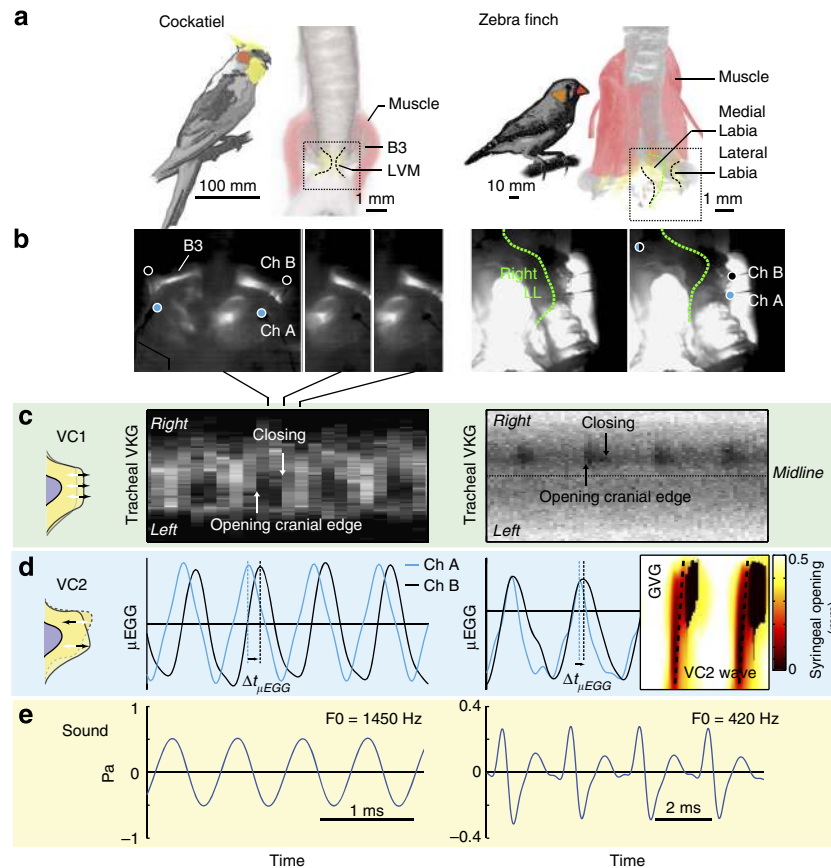 a
Cockatiel
Zebra finch
Muscle
B3
LVM
100 mm
1 mm
Muscle
Medial
Labia
Lateral
Labia
10 mm
1 mm
b
B3
Ch B
Ch A
Right
LL
Ch B
Ch A
c
VC1
Tracheal VKG
Right
Closing
Opening cranial edge
Left
Tracheal VKG
Right
Closing
Opening cranial edge
Left
Midline
d
VC2
μEGG
Ch A
Ch B
ΔtμEGG
μEGG
ΔtμEGG
GVG
VC2 wave
0.5
0
Syringeal opening
e
Sound
Pa
1
0
−1
F0 = 1450 Hz
1 ms
0.4
0
−0.4
F0 = 420 Hz
2 ms
Time
Time